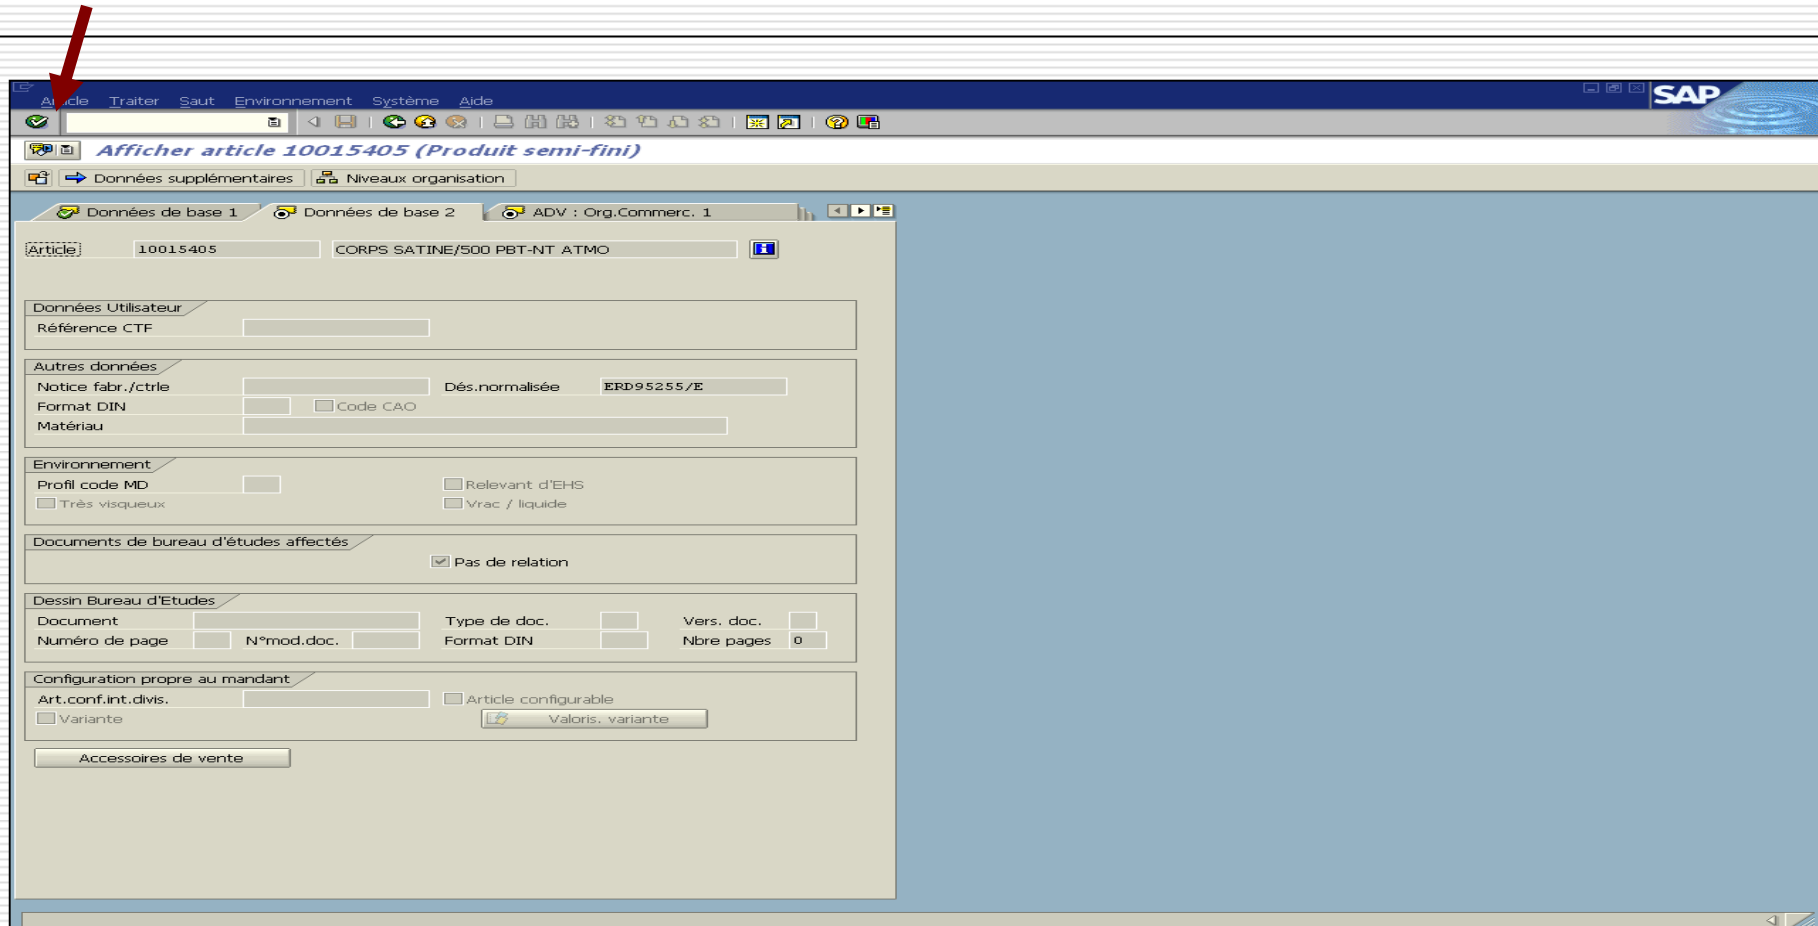 Article Traiter Saut Environnement Système Aide
SAP
Afficher article 10015405 (Produit semi-fini)
Données supplémentaires Niveaux organisation
Données de base 1 Données de base 2 ADV : Org.Commerc. 1
Article 10015405 CORPS SATINE/500 PBT-NT ATMO
Données Utilisateur
Référence CTF
Autres données
Notice fabr./ctrle Dés.normalisée ERD95255/E
Format DIN Code CAO
Matériau
Environnement
Profil code MD Relevant d'EHS
Très visqueux Vrac / liquide
Documents de bureau d'études affectés
Pas de relation
Dessin Bureau d'Etudes
Document Type de doc. Vers. doc.
Numéro de page N°mod.doc. Format DIN Nbre pages 0
Configuration propre au mandant
Art.conf.int.divis. Article configurable
Variante Valoris. variante
Accessoires de vente